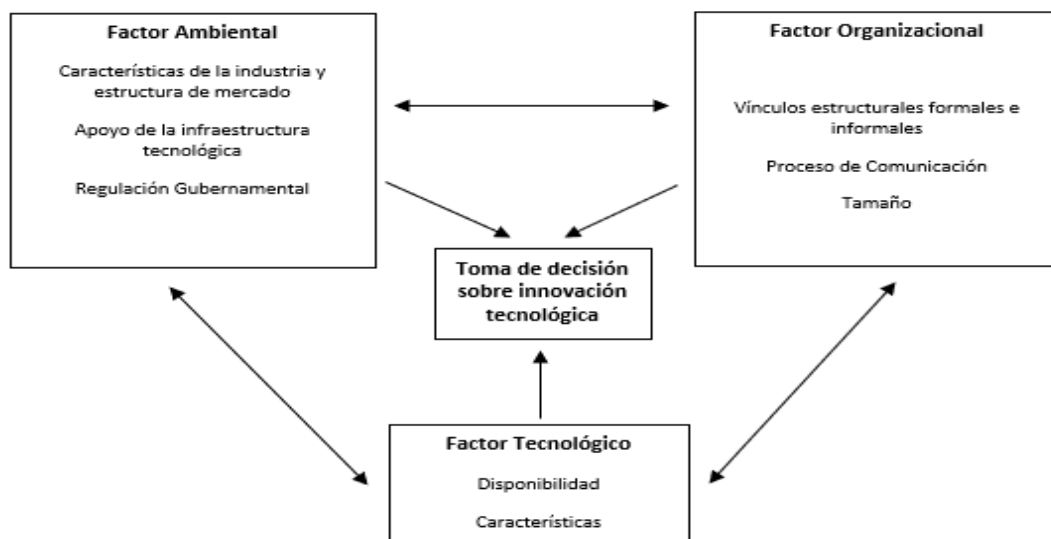 Factor Ambiental
Características de la industria y
estructura de mercado
Apoyo de la infraestructura
tecnológica
Regulación Gubernamental
Factor Organizacional
Vínculos estructurales formales e
informales
Proceso de Comunicación
Tamaño
Toma de decisión
sobre innovación
tecnológica
Factor Tecnológico
Disponibilidad
Características